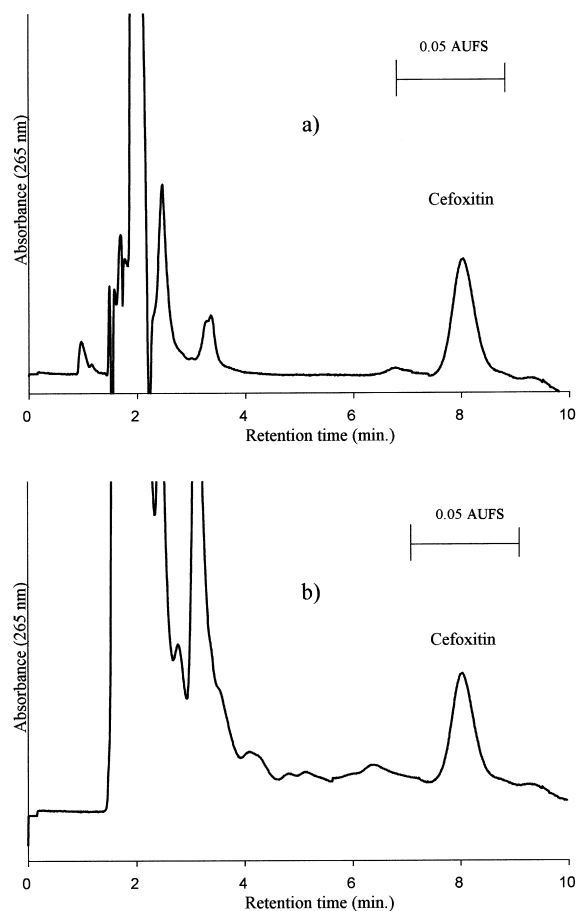 0.05 AUFS
a)
Absorbance (265 nm)
Cefoxitin
0 2 4 6 8 10
Retention time (min.)
0.05 AUFS
b)
Absorbance (265 nm)
Cefoxitin
0 2 4 6 8 10
Retention time (min.)